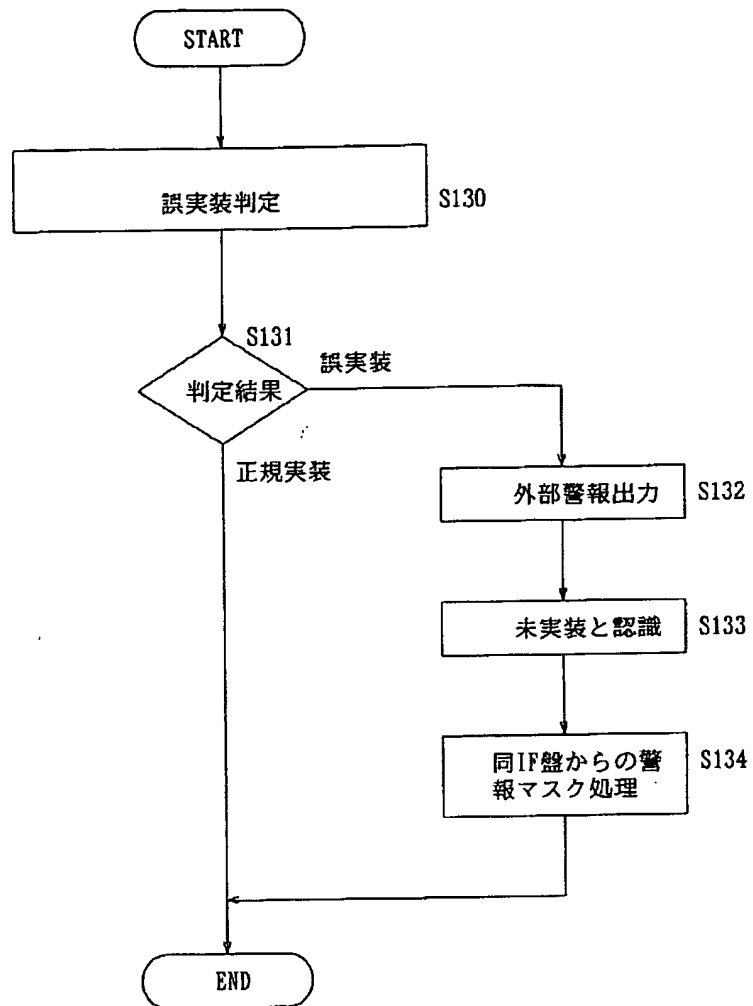 START
誤実装判定
S130
S131
判定結果
誤実装
正規実装
外部警報出力
S132
未実装と認識
S133
同IF盤からの警
報マスク処理
S134
END